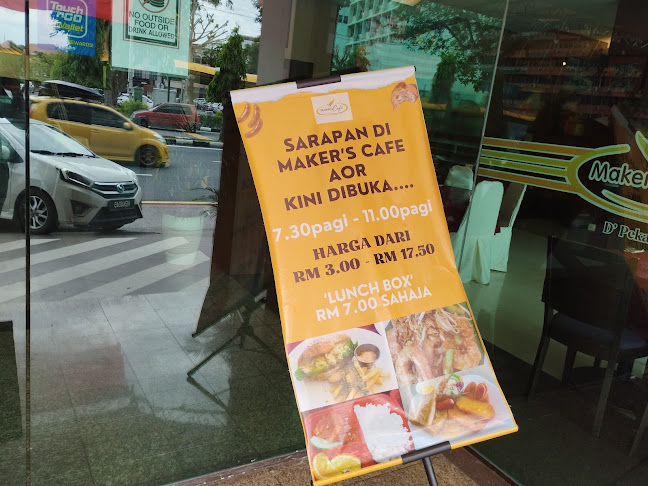 Touch
'n Go
eWallet
NO OUTSIDE
FOOD OR
DRINK ALLOWED
SARAPAN DI
MAKER'S CAFE
AOR
KINI DIBUKA....
7.30pagi - 11.00pagi
HARGA DARI
RM 3.00 - RM 17.50
'LUNCH BOX'
RM 7.00 SAHAJA
Maker
D' Peka